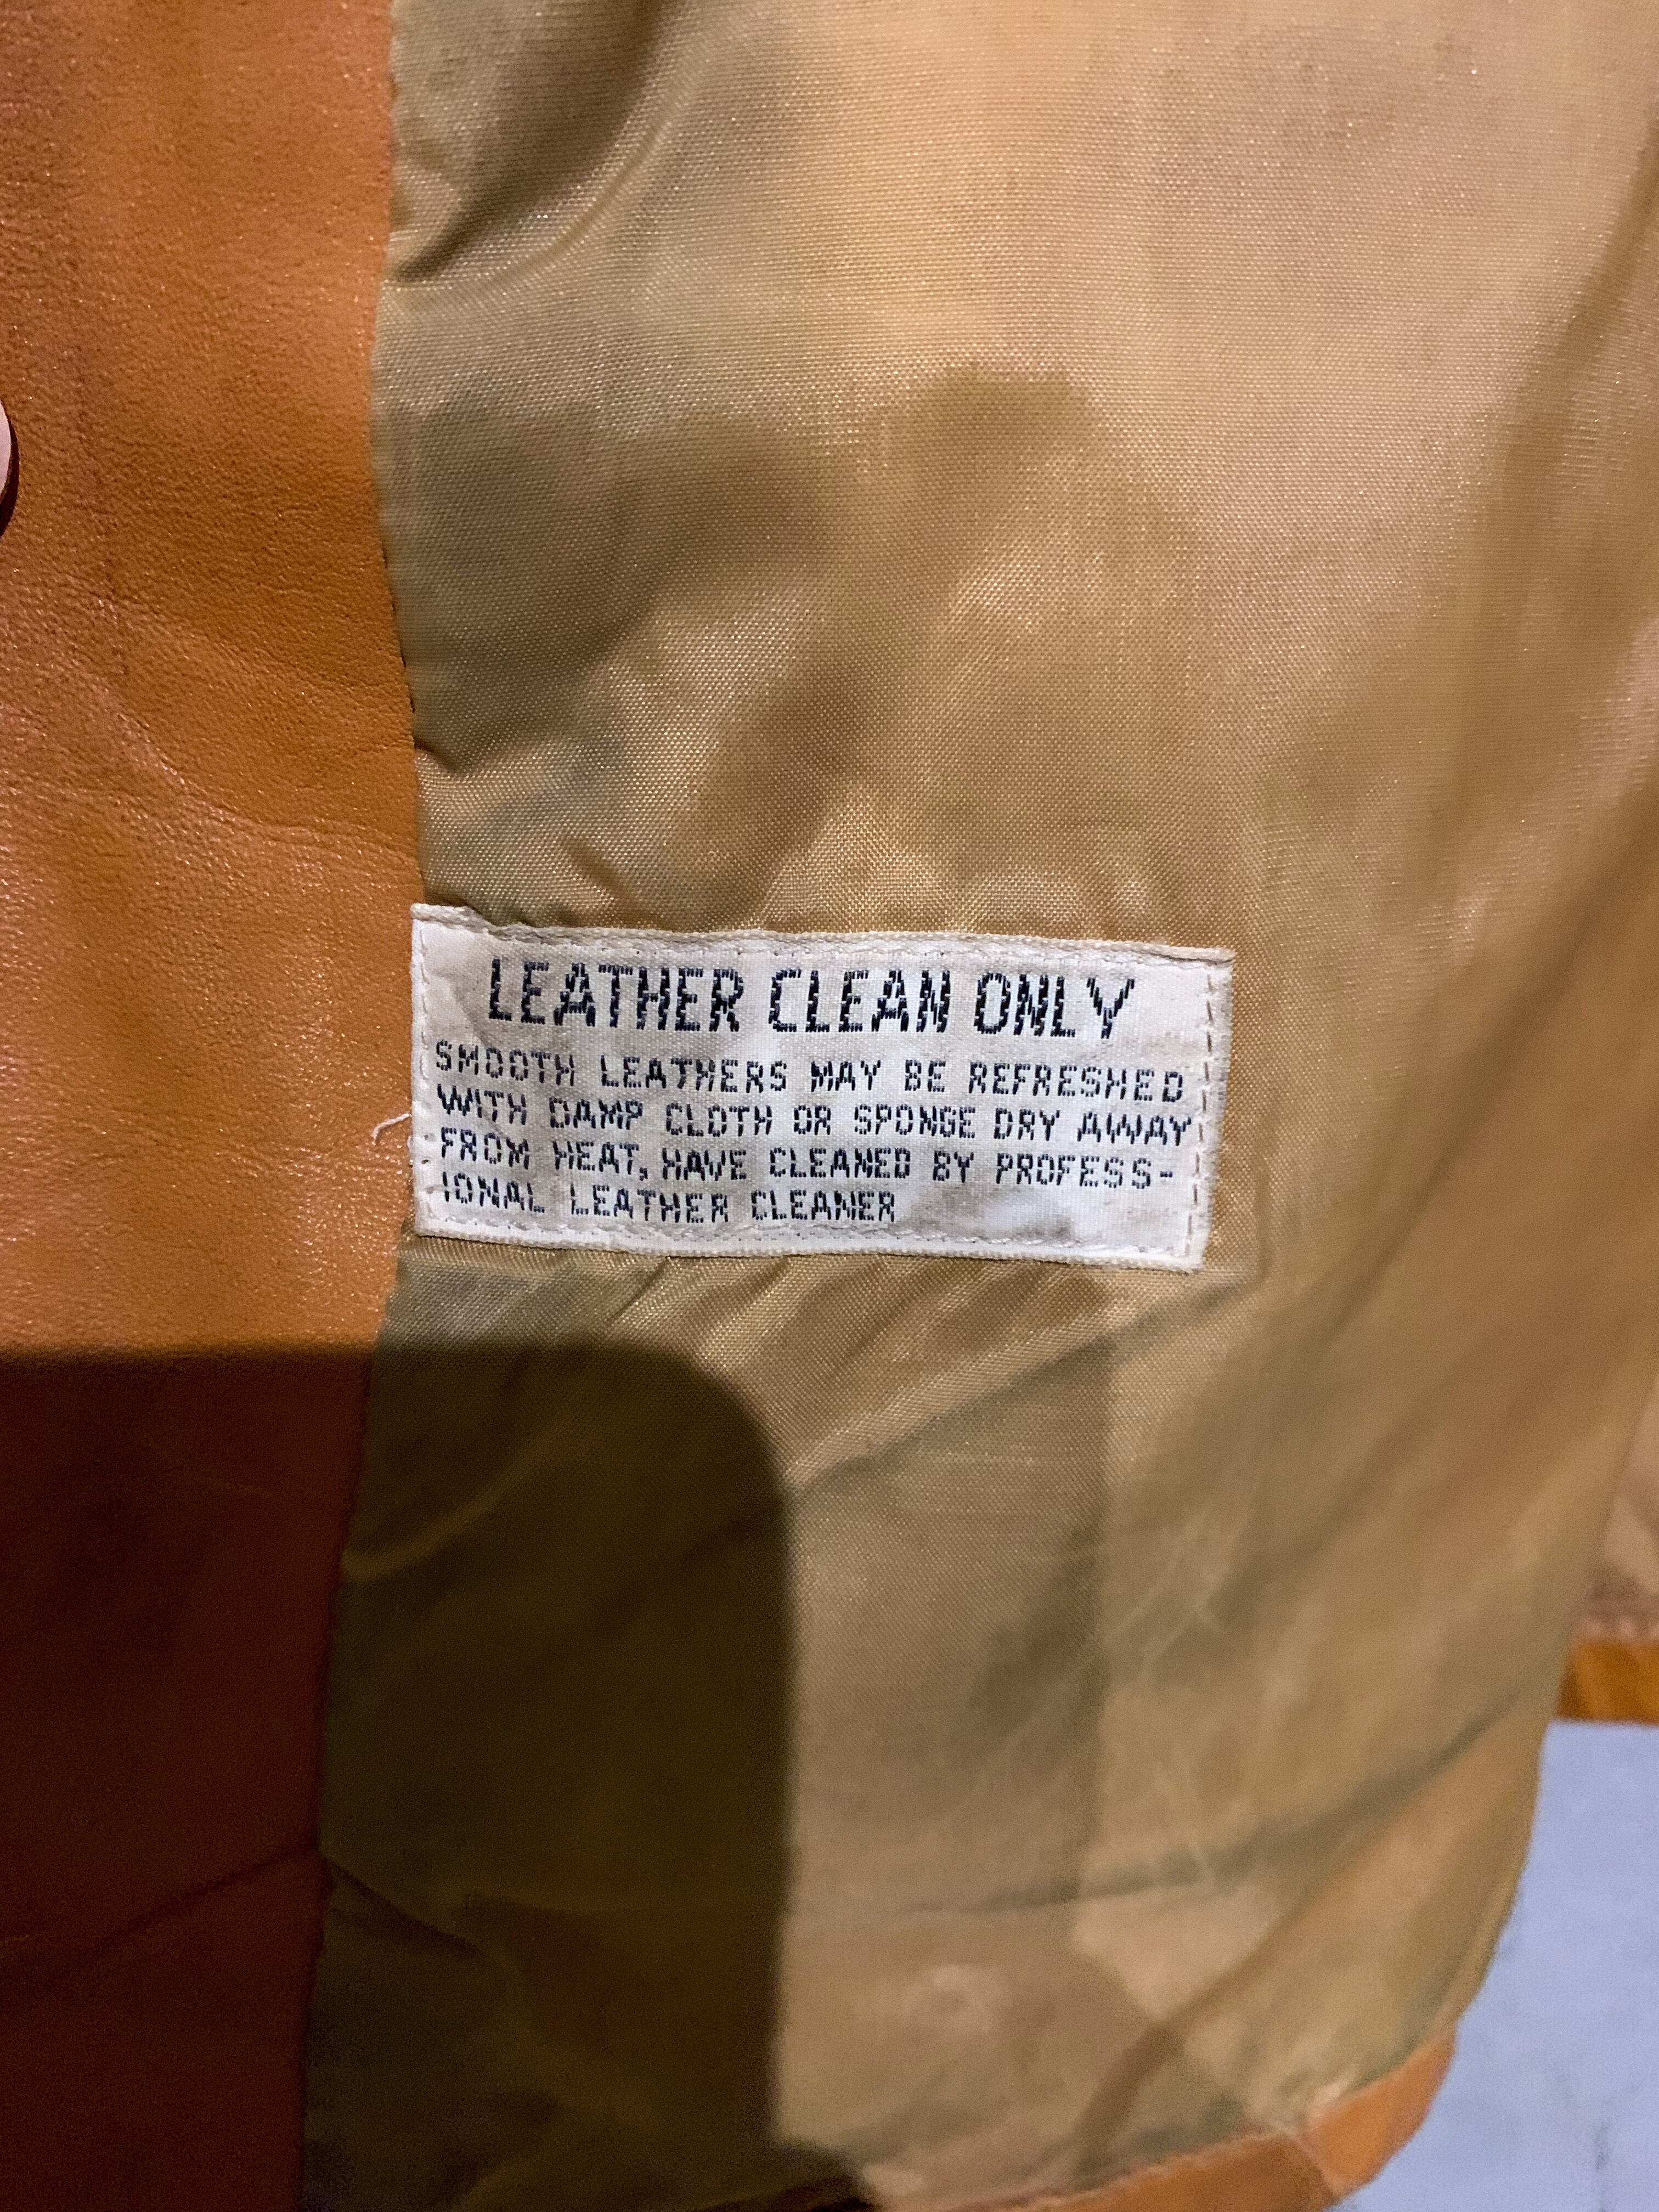 LEATHER CLEAN ONLY
SMOOTH LEATHERS MAY BE REFRESHED
WITH DAMP CLOTH OR SPONGE DRY AWAY
FROM HEAT, HAVE CLEANED BY PROFESS-
IONAL LEATHER CLEANER